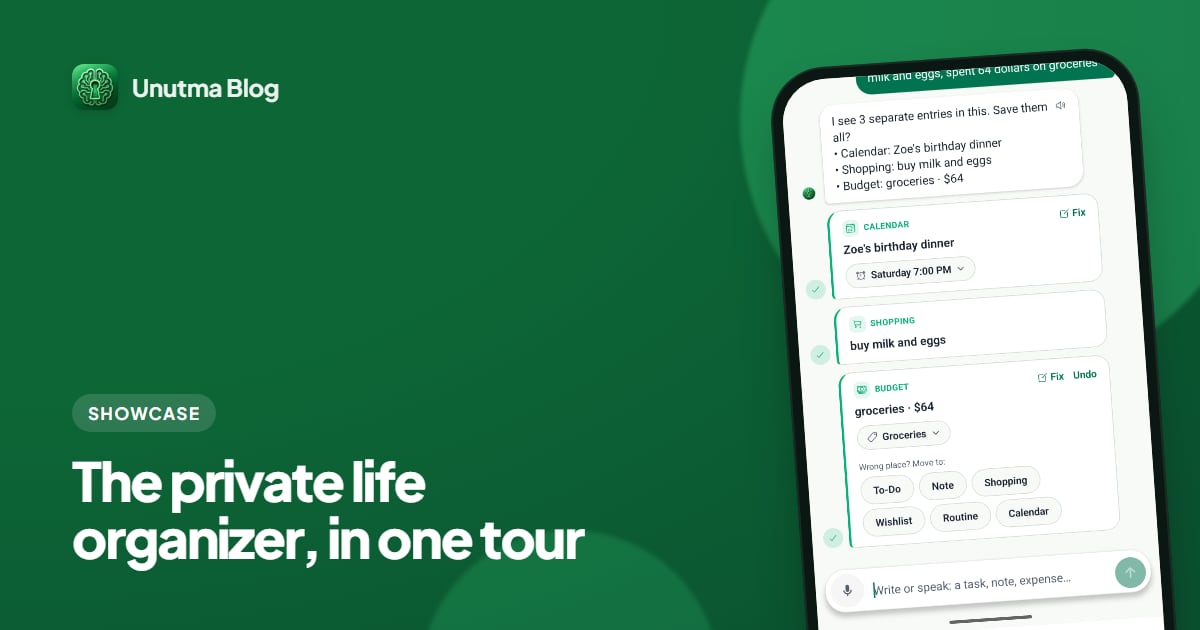 Unutma Blog
SHOWCASE
The private life
organizer, in one tour
milk and eggs, spent 64 dollars on groceries
I see 3 separate entries in this. Save them
all?
• Calendar: Zoe's birthday dinner
• Shopping: buy milk and eggs
• Budget: groceries · $64
CALENDAR
Fix
Zoe's birthday dinner
Saturday 7:00 PM
SHOPPING
buy milk and eggs
BUDGET
Fix Undo
groceries · $64
Groceries
Wrong place? Move to:
To-Do Note Shopping
Wishlist Routine Calendar
Write or speak: a task, note, expense...